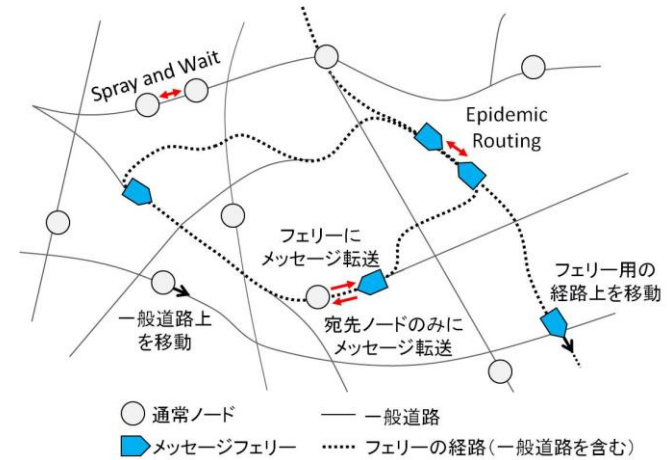 Spray and Wait
Epidemic
Routing
フェリーに
メッセージ転送
フェリー用の
経路上を移動
一般道路上
を移動
宛先ノードのみに
メッセージ転送
通常ノード
一般道路
メッセージフェリー
フェリーの経路(一般道路を含む)